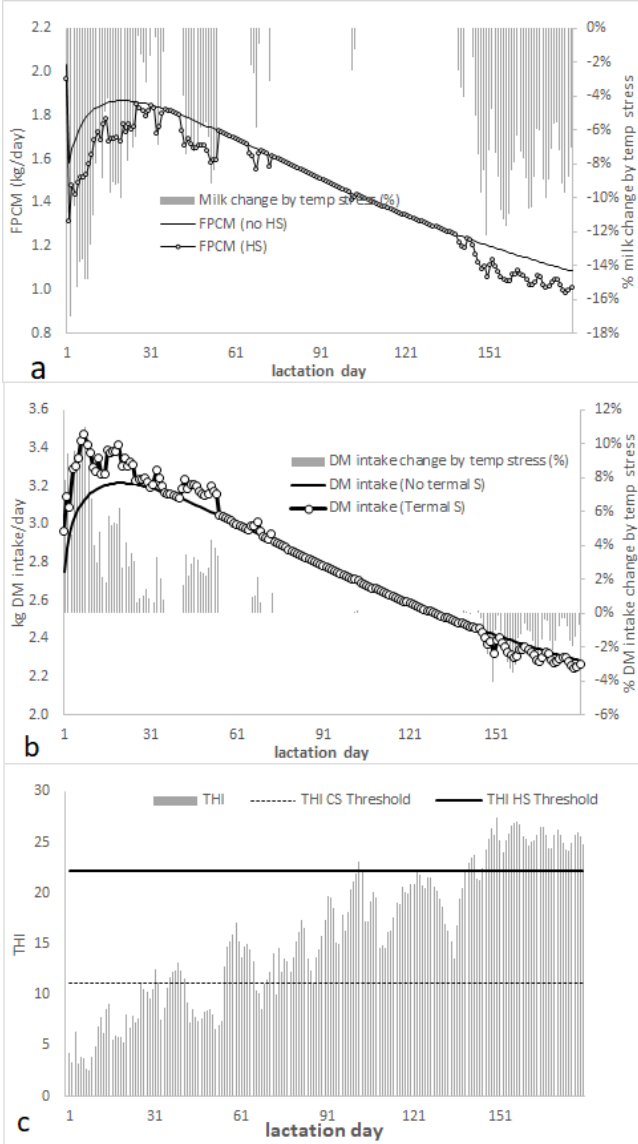 2.2
2.0
1.8
1.6
1.4
1.2
1.0
0.8
FPCM (kg/day)
Milk change by temp stress (%)
FPCM (no HS)
FPCM (HS)
0%
-2%
-4%
-6%
-8%
-10%
-12%
-14%
-16%
-18%
% milk change by temp stress
1 31 61 91 121 151
lactation day
a
3.6
3.4
3.2
3.0
2.8
2.6
2.4
2.2
2.0
kg DM intake/day
DM intake change by temp stress (%)
DM intake (No termal S)
DM intake (Termal S)
12%
10%
8%
6%
4%
2%
0%
-2%
-4%
-6%
% DM intake change by temp stress
1 31 61 91 121 151
lactation day
b
30
25
20
15
10
5
0
THI
THI THI CS Threshold THI HS Threshold
1 31 61 91 121 151
lactation day
c